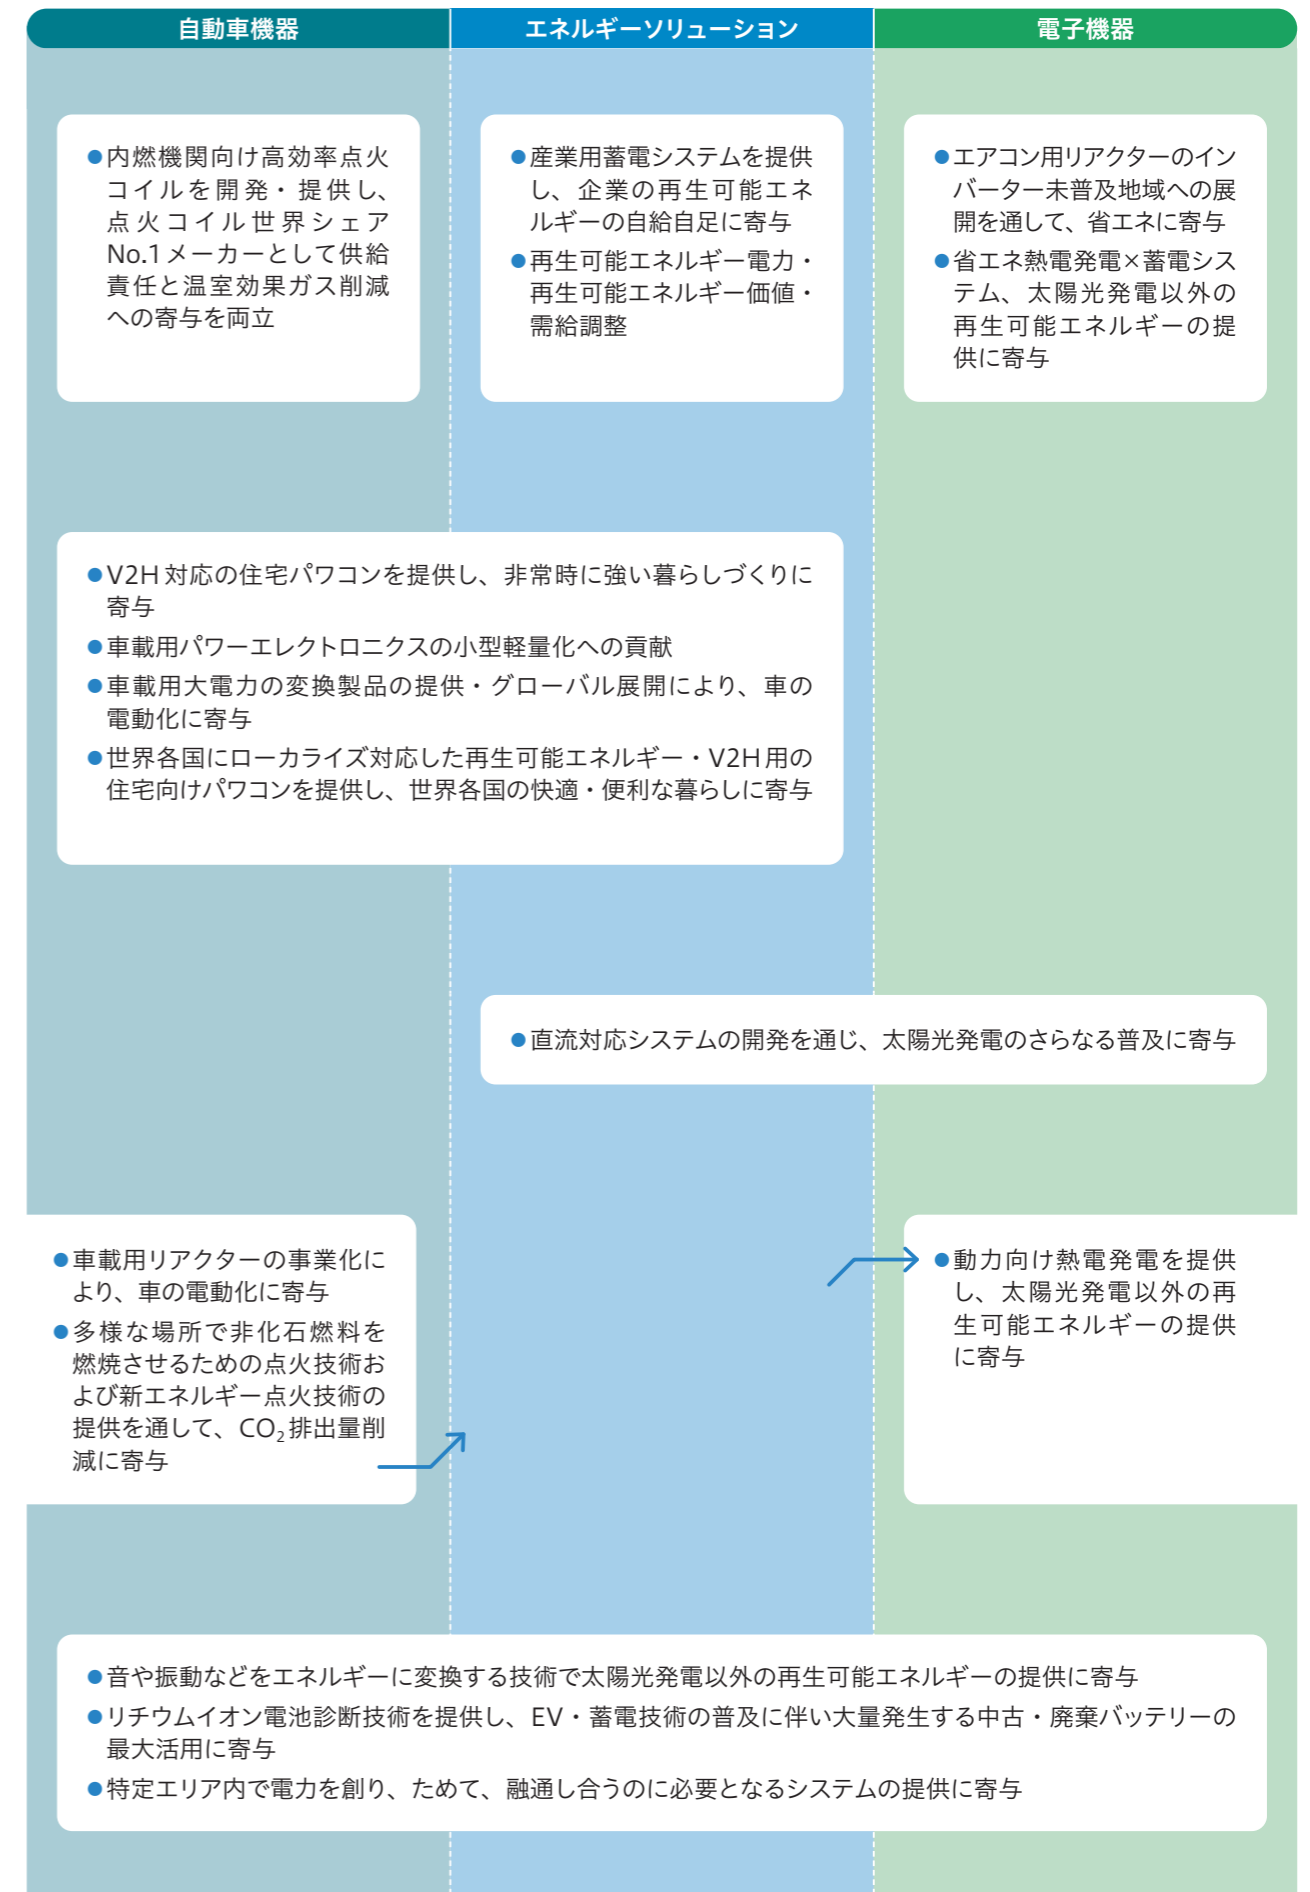 自動車機器
エネルギーソリューション
電子機器
●内燃機関向け高効率点火
コイルを開発・提供し、
点火コイル世界シェア
No.1メーカーとして供給
責任と温室効果ガス削減
への寄与を両立
●産業用蓄電システムを提供
し、企業の再生可能エネ
ルギーの自給自足に寄与
●再生可能エネルギー電力・
再生可能エネルギー価値・
需給調整
●エアコン用リアクターのイン
バーター未普及地域への展
開を通して、省エネに寄与
●省エネ熱電発電×蓄電シス
テム、太陽光発電以外の
再生可能エネルギーの提
供に寄与
●V2H対応の住宅パワコンを提供し、非常時に強い暮らしづくりに
寄与
●車載用パワーエレクトロニクスの小型軽量化への貢献
●車載用大電力の変換製品の提供・グローバル展開により、車の
電動化に寄与
●世界各国にローカライズ対応した再生可能エネルギー・V2H用の
住宅向けパワコンを提供し、世界各国の快適・便利な暮らしに寄与
●直流対応システムの開発を通じ、太陽光発電のさらなる普及に寄与
●車載用リアクターの事業化に
より、車の電動化に寄与
●多様な場所で非化石燃料を
燃焼させるための点火技術お
よび新エネルギー点火技術の
提供を通して、CO₂排出量削
減に寄与
●動力向け熱電発電を提供
し、太陽光発電以外の再
生可能エネルギーの提供
に寄与
●音や振動などをエネルギーに変換する技術で太陽光発電以外の再生可能エネルギーの提供に寄与
●リチウムイオン電池診断技術を提供し、EV・蓄電技術の普及に伴い大量発生する中古・廃棄バッテリーの
最大活用に寄与
●特定エリア内で電力を創り、ためて、融通し合うのに必要となるシステムの提供に寄与